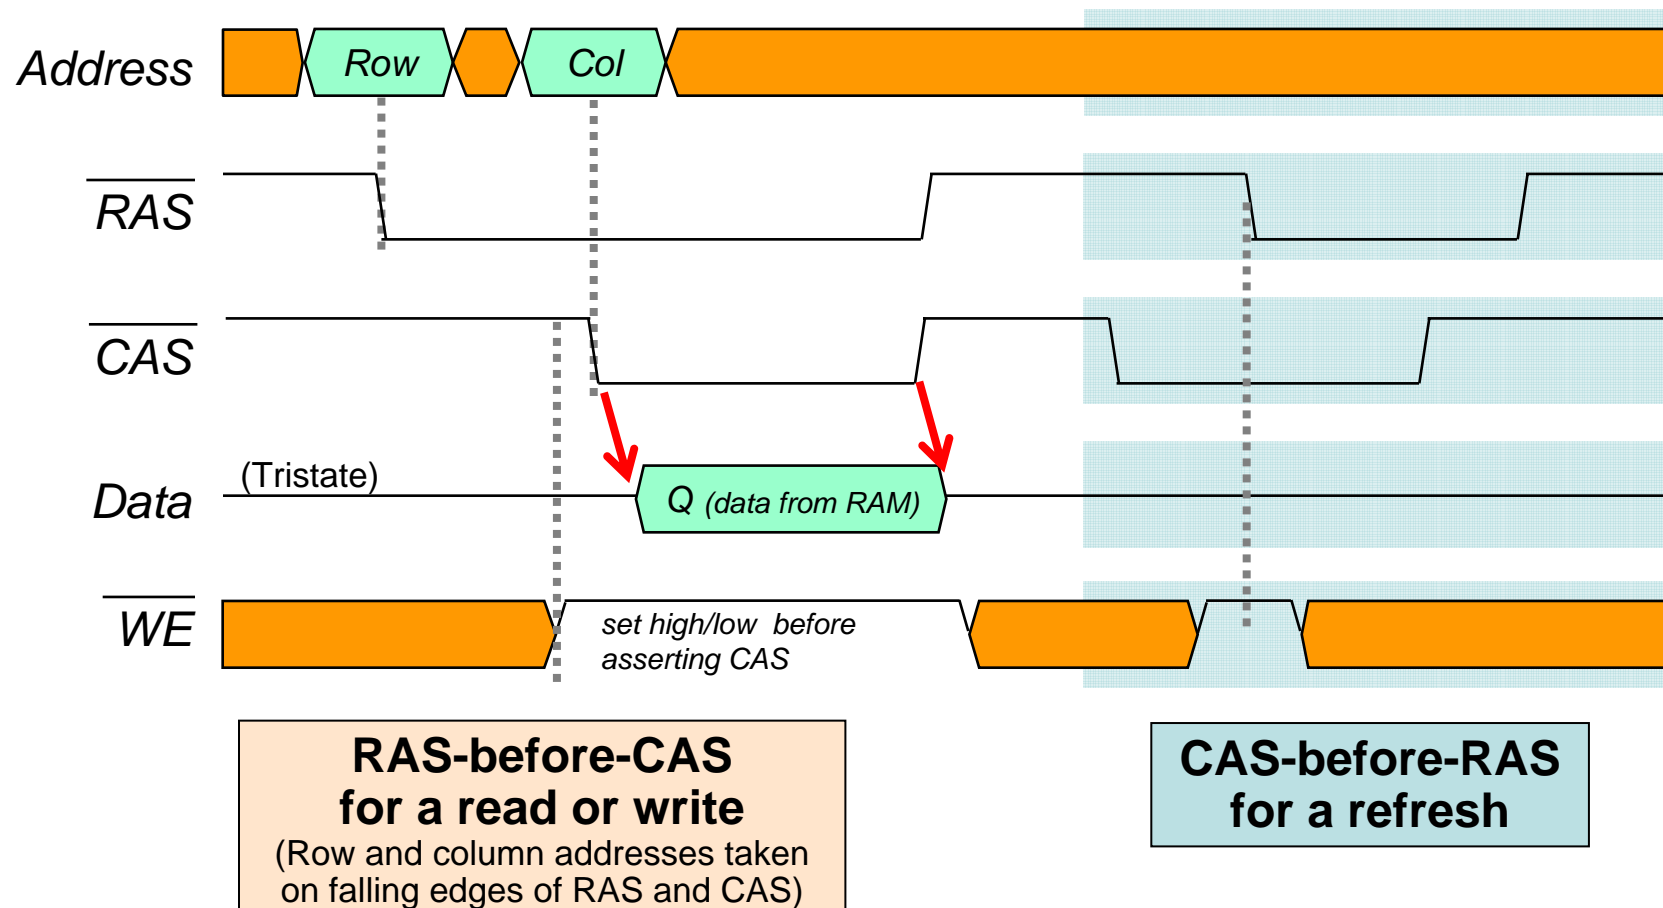 Address
Row
Col
RAS
CAS
Data
(Tristate)
Q (data from RAM)
WE
set high/low before
asserting CAS
RAS-before-CAS
for a read or write
(Row and column addresses taken
on falling edges of RAS and CAS)
CAS-before-RAS
for a refresh